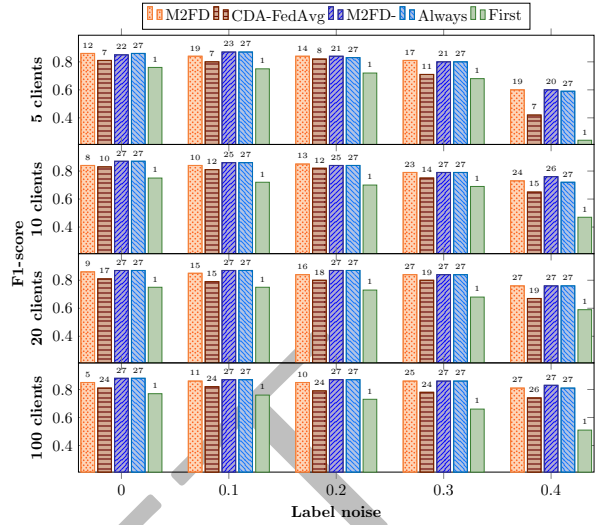 M2FD CDA-FedAvg M2FD- Always First
F1-score
5 clients
0.8
0.6
0.4
12 7 22 27 1
19 7 23 27 1
14 8 21 27 1
17 11 21 27 1
19 7 20 27 1
10 clients
0.8
0.6
0.4
8 10 27 27 1
10 12 25 27 1
13 12 25 27 1
23 14 27 27 1
24 15 26 27 1
20 clients
0.8
0.6
0.4
9 17 27 27 1
15 15 27 27 1
16 18 27 27 1
27 19 27 27 1
27 19 27 27 1
100 clients
0.8
0.6
0.4
5 24 27 27 1
11 24 27 27 1
10 24 27 27 1
25 24 27 27 1
27 24 27 27 1
0 0.1 0.2 0.3 0.4
Label noise